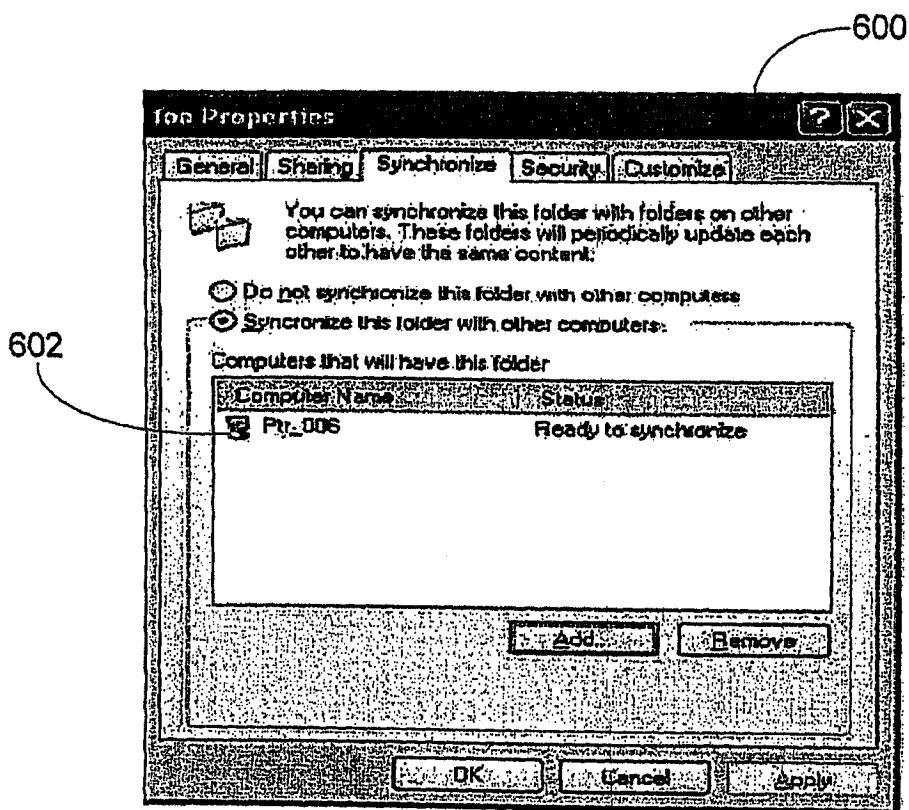 600
foo Properties
General Sharing Synchronize Security Customize
You can synchronize this folder with folders on other
computers. These folders will periodically update each
other to have the same content:
Do not synchronize this folder with other computers
Syncronize this folder with other computers:
602
Computers that will have this folder
Computer Name Status
Ptr_006 Ready to synchronize
Add... Remove
OK Cancel Apply